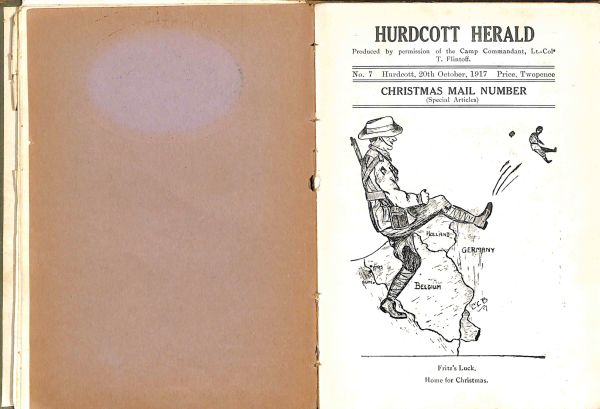 HURDCOTT HERALD
Produced by permission of the Camp Commandant, Lt.-Col.
T. Flintoff.
No. 7 Hurdcott, 20th October, 1917 Price, Twopence
CHRISTMAS MAIL NUMBER
(Special Articles)
HOLLAND
GERMANY
BELGIUM
Fritz's Luck.
Home for Christmas.